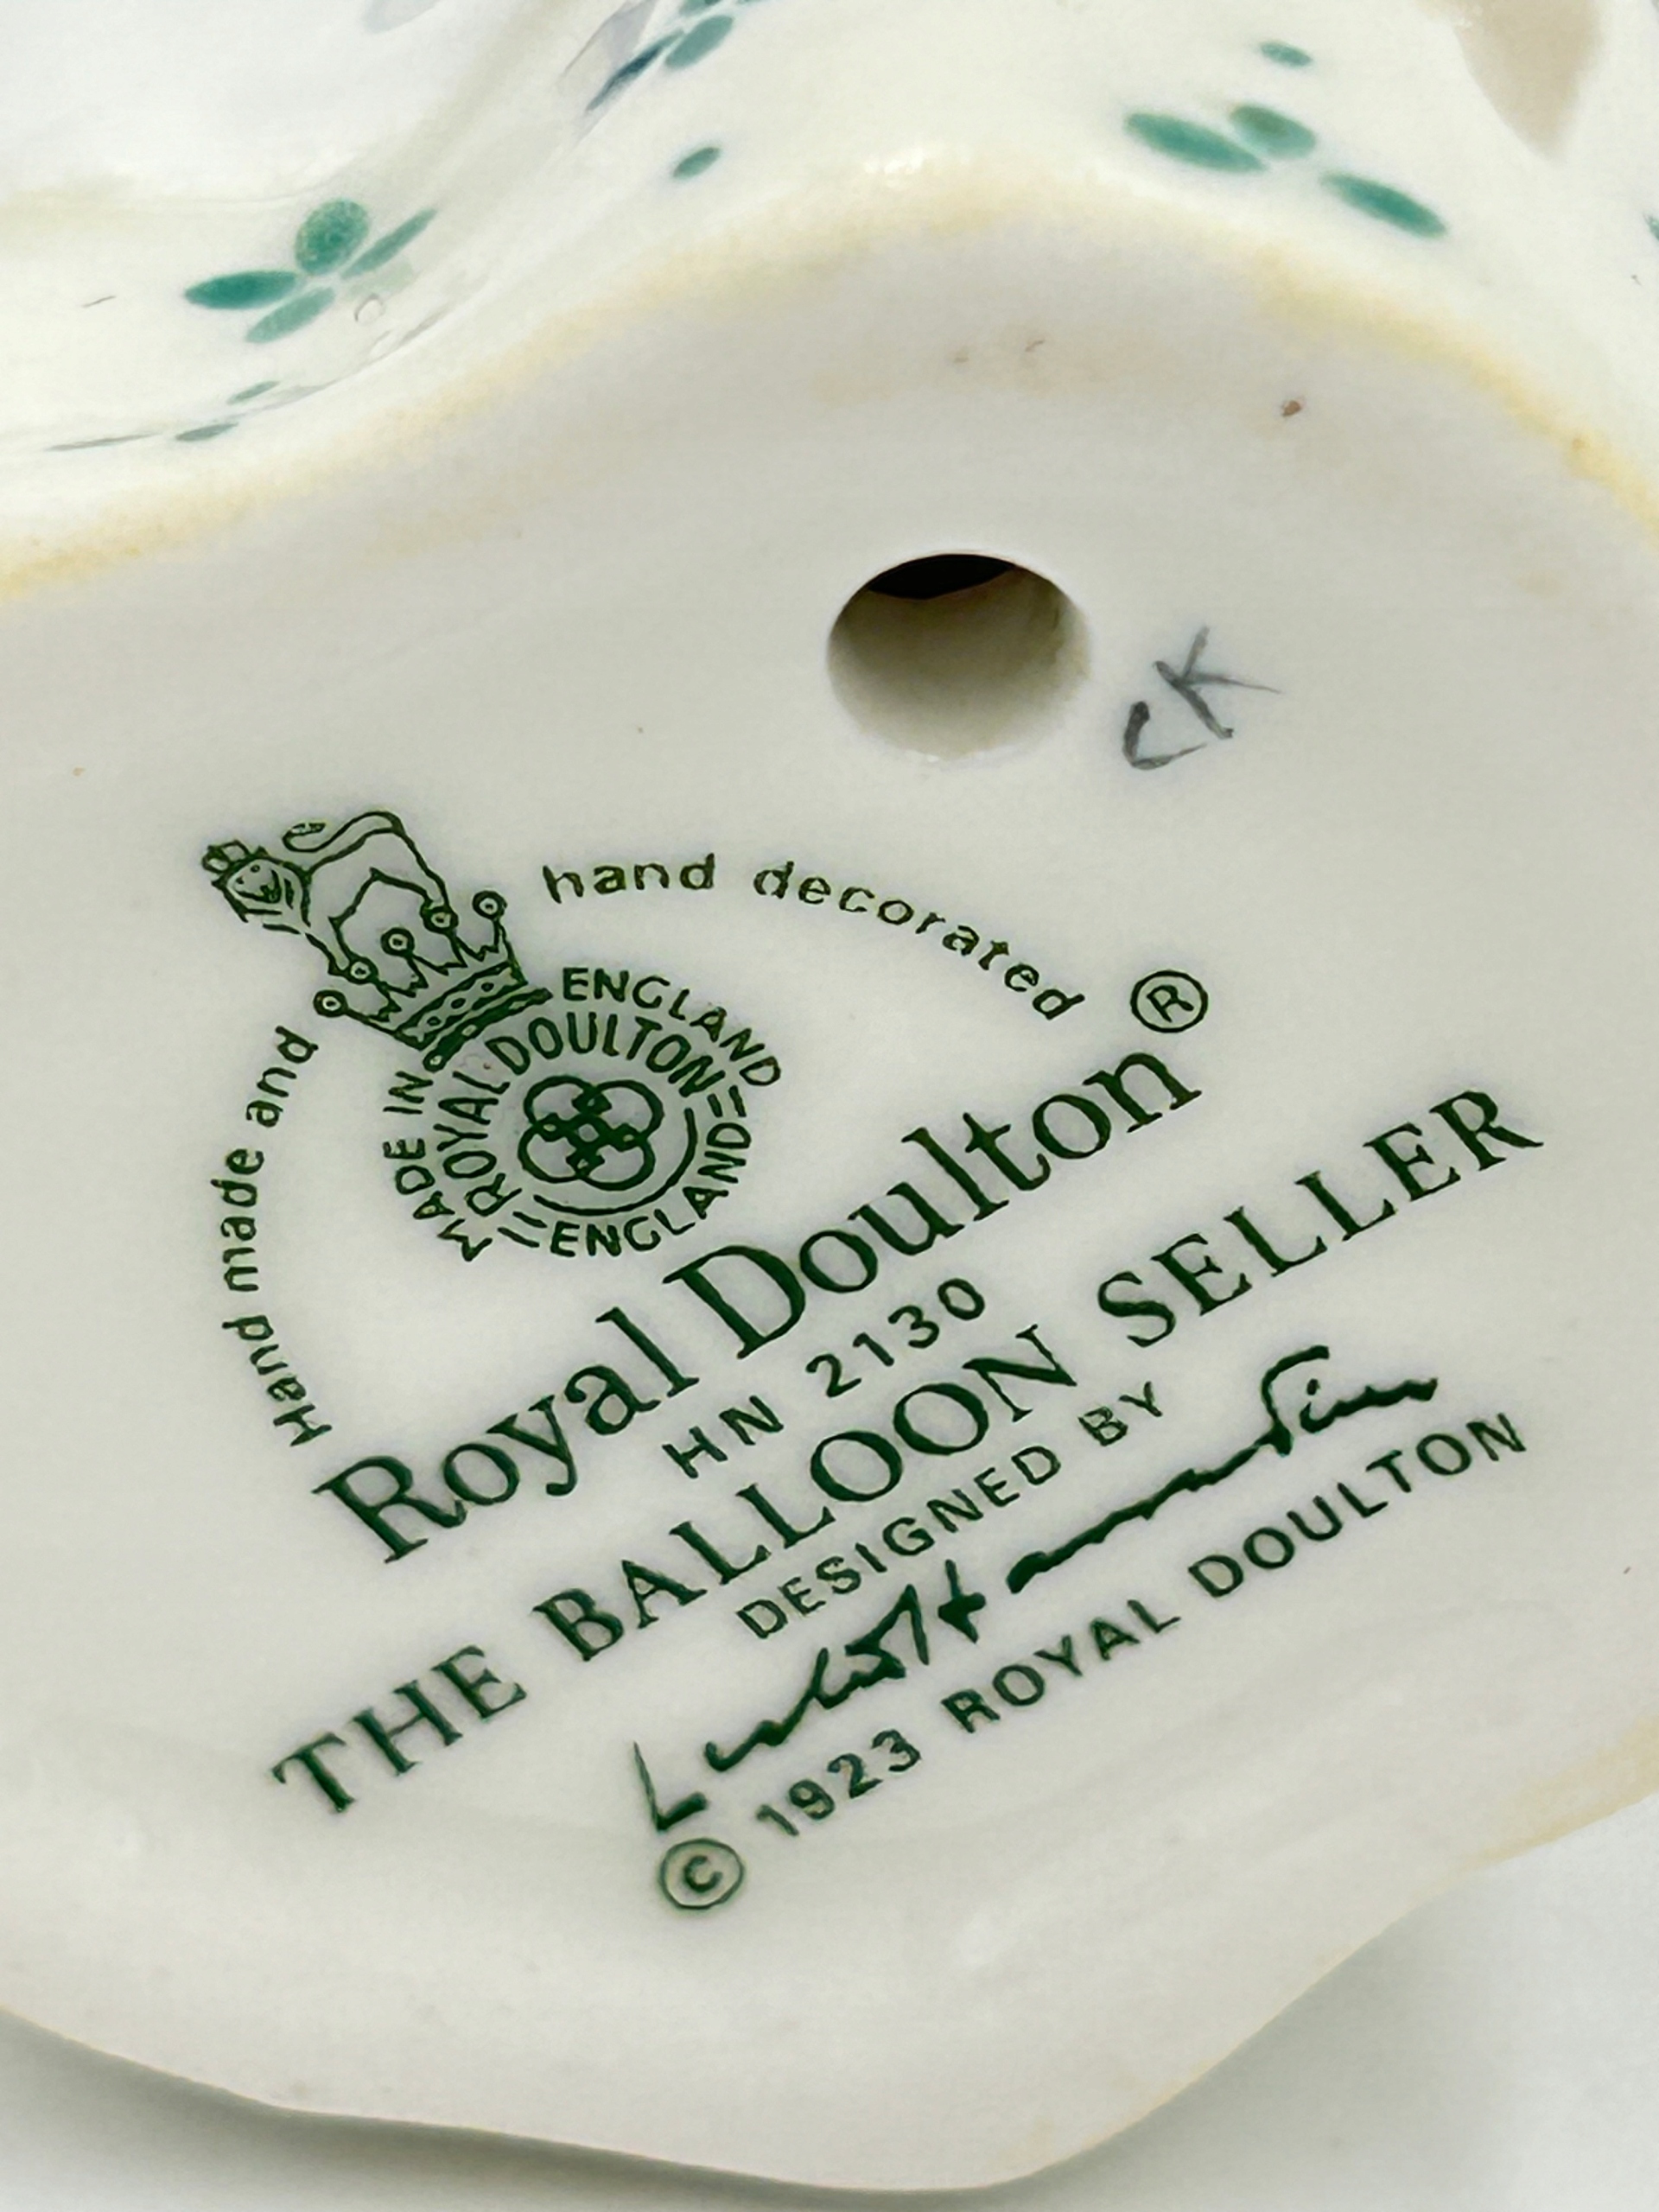 CK
Hand made and hand decorated
MADE IN ENGLAND
ROYAL DOULTON
ENGLAND
Royal Doulton ®
HN 2130
THE BALLOON SELLER
DESIGNED BY
© 1923 ROYAL DOULTON